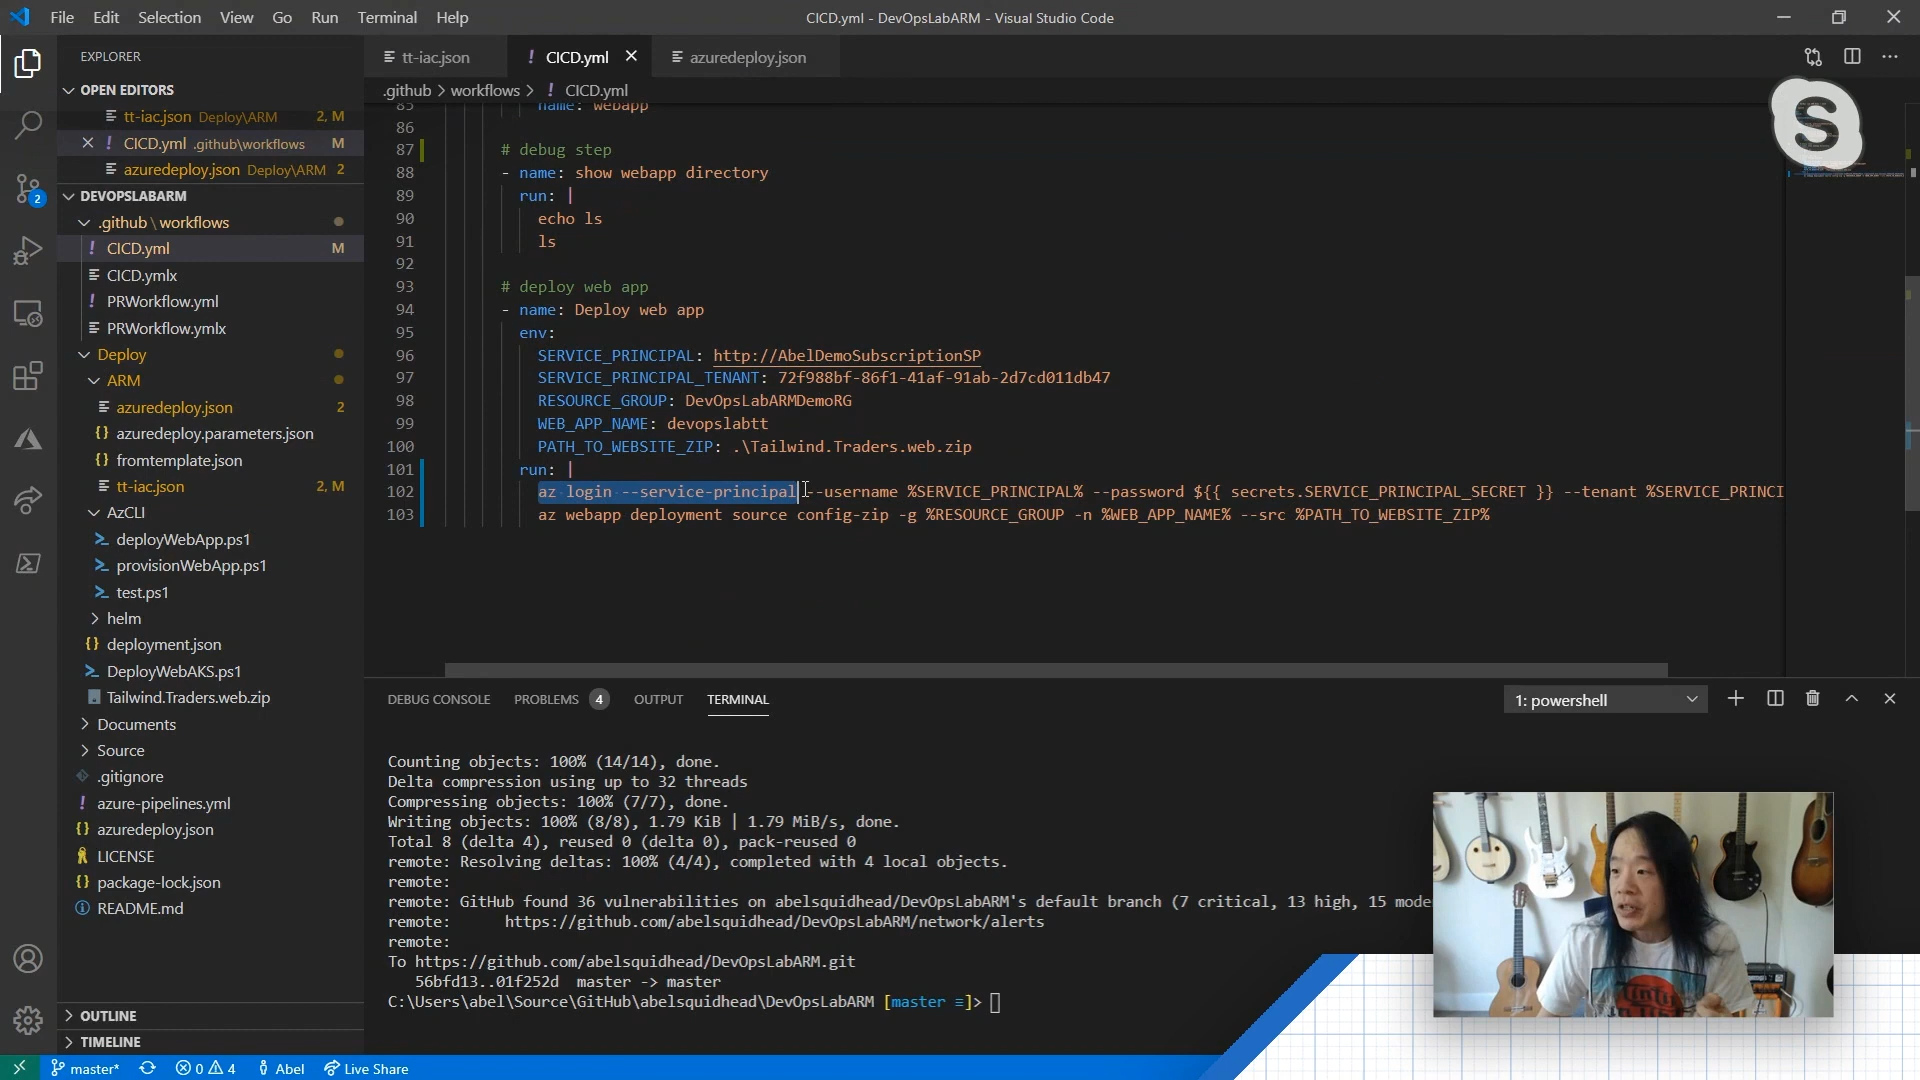 File Edit Selection View Go Run Terminal Help
CICD.yml - DevOpsLabARM - Visual Studio Code
EXPLORER
OPEN EDITORS
tt-iac.json Deploy\ARM 2, M
CICD.yml .github\workflows M
azuredeploy.json Deploy\ARM 2
DEVOPSLABARM
.github \ workflows
CICD.yml M
CICD.ymlx
PRWorkflow.yml
PRWorkflow.ymlx
Deploy
ARM
azuredeploy.json 2
azuredeploy.parameters.json
fromtemplate.json
tt-iac.json 2, M
AzCLI
deployWebApp.ps1
provisionWebApp.ps1
test.ps1
helm
deployment.json
DeployWebAKS.ps1
Tailwind.Traders.web.zip
Documents
Source
.gitignore
azure-pipelines.yml
azuredeploy.json
LICENSE
package-lock.json
README.md
OUTLINE
TIMELINE
2
tt-iac.json CICD.yml azuredeploy.json
.github > workflows > CICD.yml
85 name: webapp
86
87 # debug step
88 - name: show webapp directory
89 run: |
90 echo ls
91 ls
92
93 # deploy web app
94 - name: Deploy web app
95 env:
96 SERVICE_PRINCIPAL: http://AbelDemoSubscriptionSP
97 SERVICE_PRINCIPAL_TENANT: 72f988bf-86f1-41af-91ab-2d7cd011db47
98 RESOURCE_GROUP: DevOpsLabARMDemoRG
99 WEB_APP_NAME: devopslabtt
100 PATH_TO_WEBSITE_ZIP: .\Tailwind.Traders.web.zip
101 run: |
102 az login --service-principal --username %SERVICE_PRINCIPAL% --password ${{ secrets.SERVICE_PRINCIPAL_SECRET }} --tenant %SERVICE_PRINCI
103 az webapp deployment source config-zip -g %RESOURCE_GROUP -n %WEB_APP_NAME% --src %PATH_TO_WEBSITE_ZIP%
DEBUG CONSOLE PROBLEMS 4 OUTPUT TERMINAL
1: powershell
Counting objects: 100% (14/14), done.
Delta compression using up to 32 threads
Compressing objects: 100% (7/7), done.
Writing objects: 100% (8/8), 1.79 KiB | 1.79 MiB/s, done.
Total 8 (delta 4), reused 0 (delta 0), pack-reused 0
remote: Resolving deltas: 100% (4/4), completed with 4 local objects.
remote:
remote: GitHub found 36 vulnerabilities on abelsquidhead/DevOpsLabARM's default branch (7 critical, 13 high, 15 mode
remote: https://github.com/abelsquidhead/DevOpsLabARM/network/alerts
remote:
To https://github.com/abelsquidhead/DevOpsLabARM.git
56bfd13..01f252d master -> master
C:\Users\abel\Source\GitHub\abelsquidhead\DevOpsLabARM [master ≡]>
master* 0 4 Abel Live Share